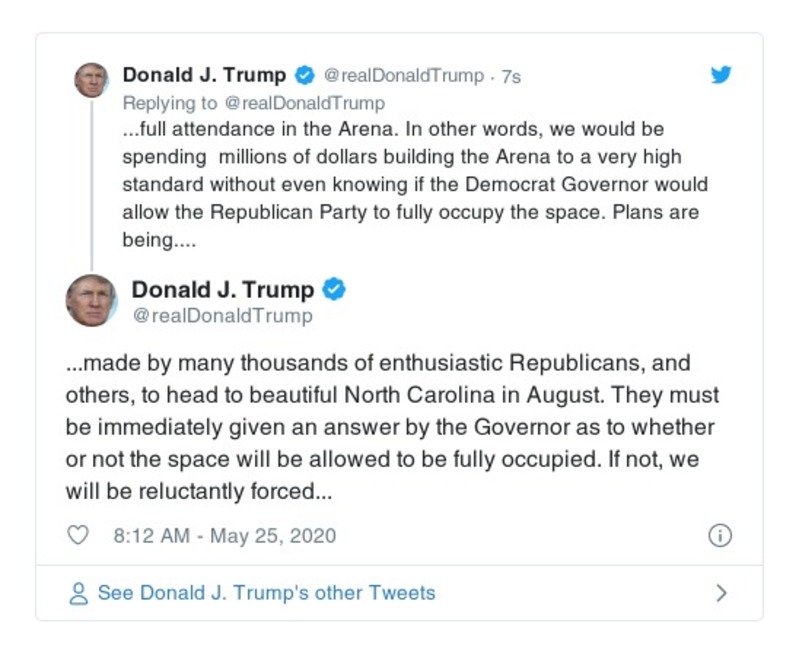 Donald J. Trump @realDonaldTrump · 7s
Replying to @realDonaldTrump
...full attendance in the Arena. In other words, we would be
spending  millions of dollars building the Arena to a very high
standard without even knowing if the Democrat Governor would
allow the Republican Party to fully occupy the space. Plans are
being....
Donald J. Trump
@realDonaldTrump
...made by many thousands of enthusiastic Republicans, and
others, to head to beautiful North Carolina in August. They must
be immediately given an answer by the Governor as to whether
or not the space will be allowed to be fully occupied. If not, we
will be reluctantly forced...
8:12 AM - May 25, 2020
See Donald J. Trump's other Tweets